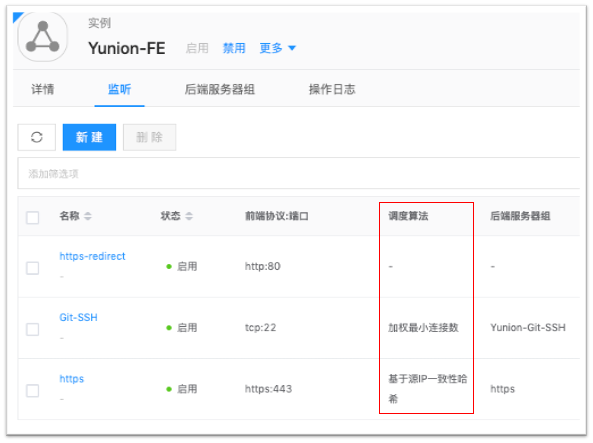 实例
Yunion-FE 启用 禁用 更多
详情 监听 后端服务器组 操作日志
新建 删除
添加筛选项
名称 状态 前端协议:端口 调度算法 后端服务器组
https-redirect 启用 http:80 - -
-
Git-SSH 启用 tcp:22 加权最小连接数 Yunion-Git-SSH
-
https 启用 https:443 基于源IP一致性哈 https
- 希